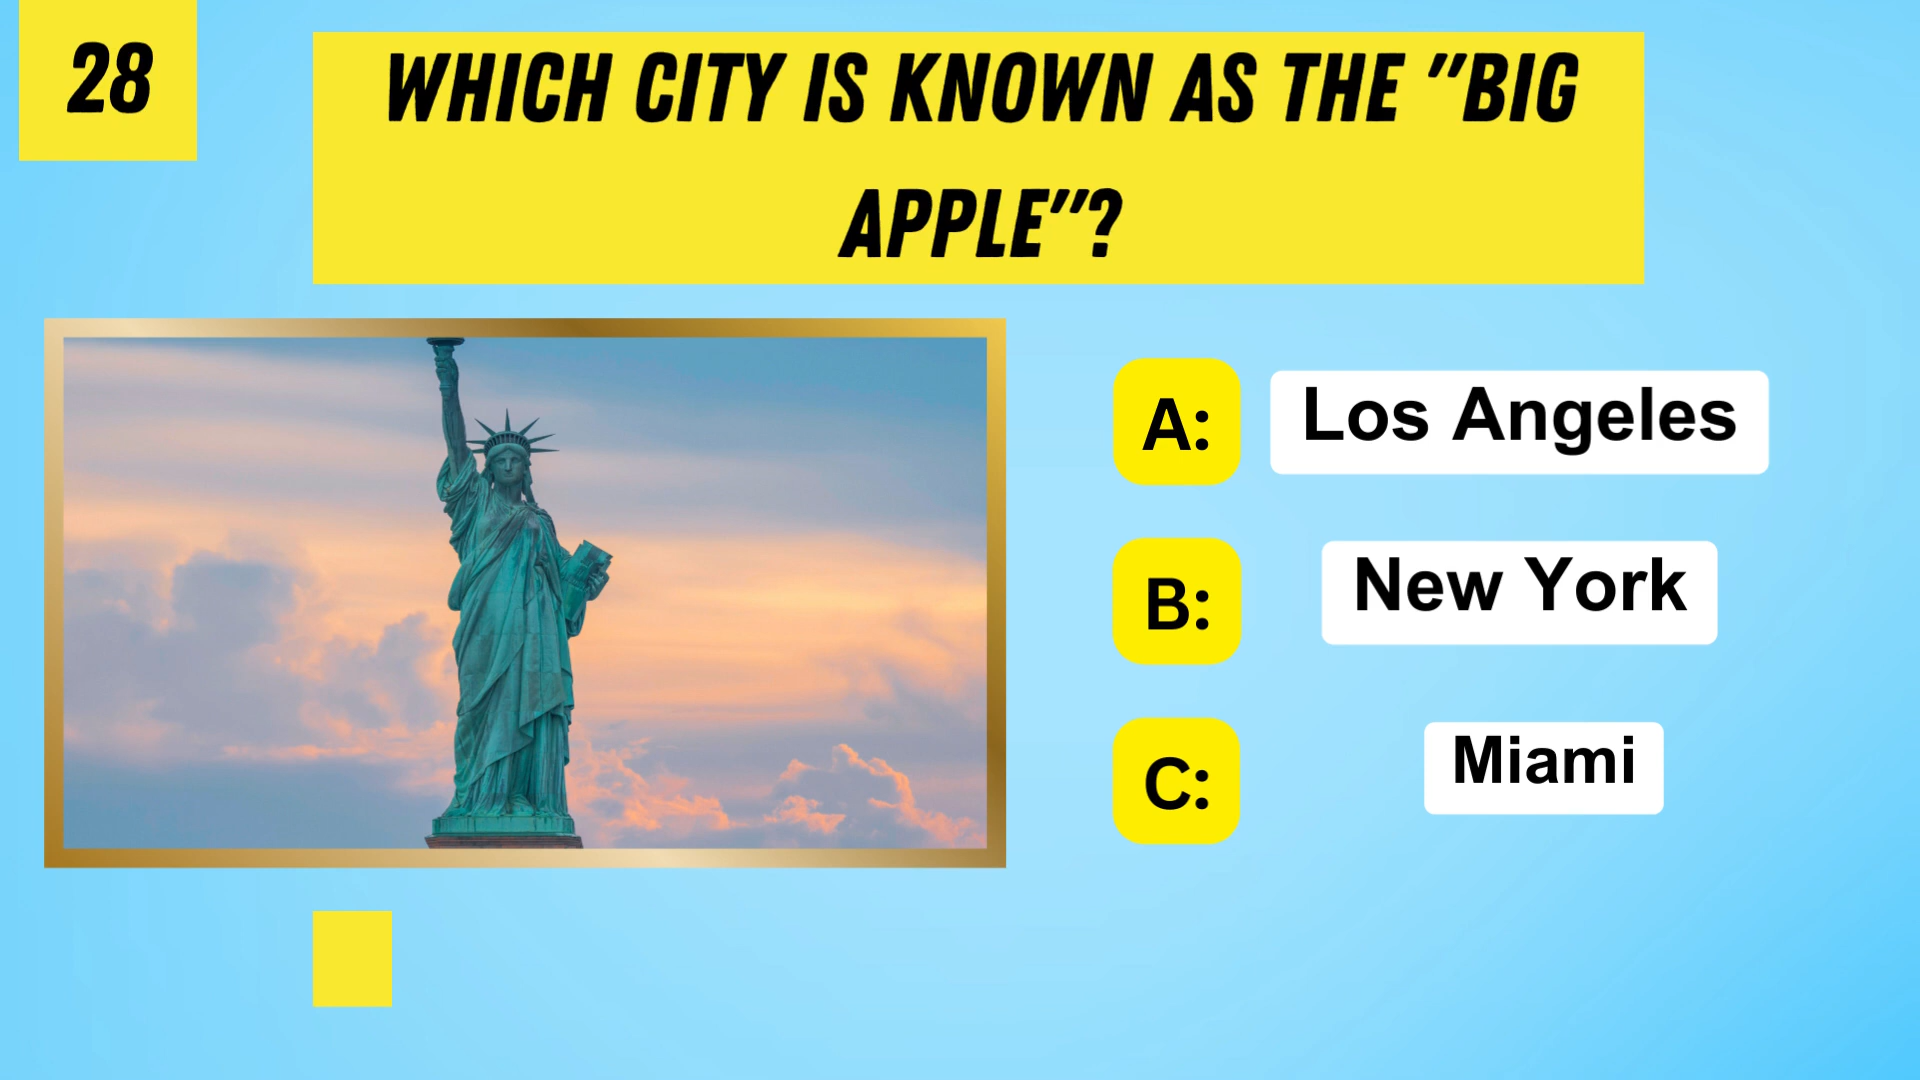 28
WHICH CITY IS KNOWN AS THE "BIG
APPLE"?
A: Los Angeles
B: New York
C: Miami